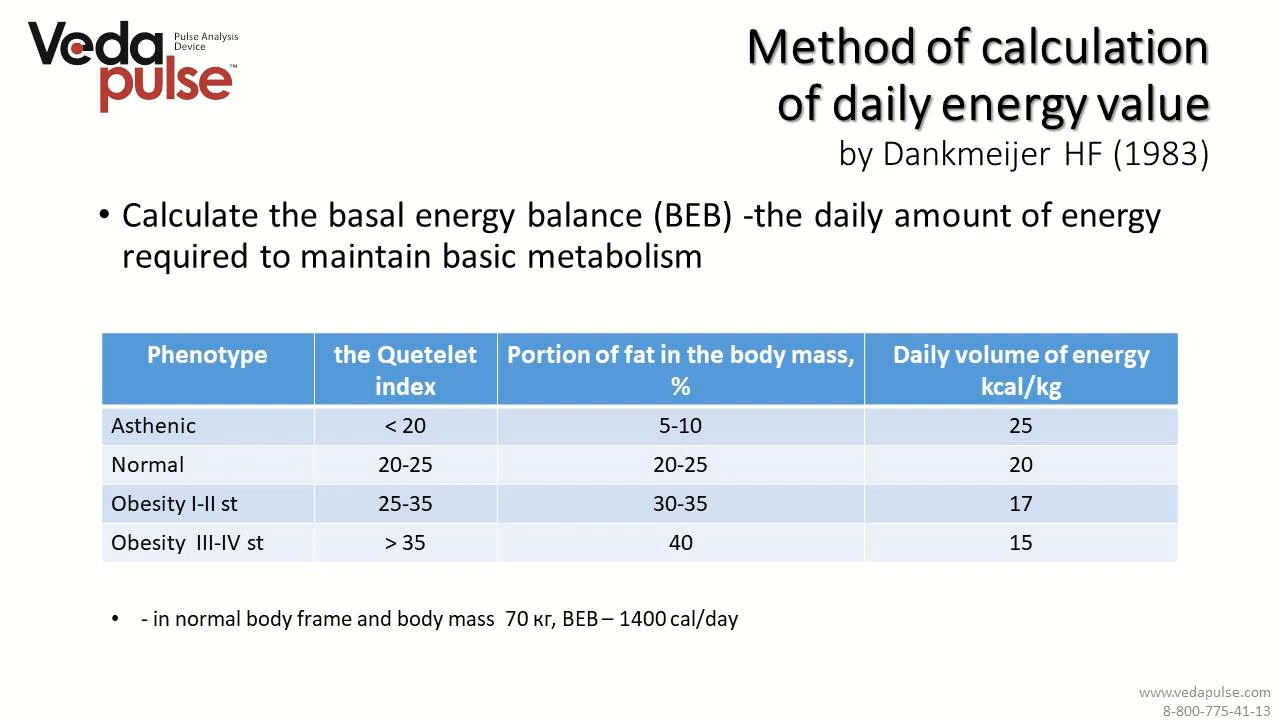 Veda pulse™
Pulse Analysis
Device
Method of calculation
of daily energy value
by Dankmeijer HF (1983)
• Calculate the basal energy balance (BEB) -the daily amount of energy
required to maintain basic metabolism
Phenotype the Quetelet index Portion of fat in the body mass, % Daily volume of energy kcal/kg
Asthenic < 20 5-10 25
Normal 20-25 20-25 20
Obesity I-II st 25-35 30-35 17
Obesity III-IV st > 35 40 15
• - in normal body frame and body mass 70 кг, BEB – 1400 cal/day
www.vedapulse.com
8-800-775-41-13